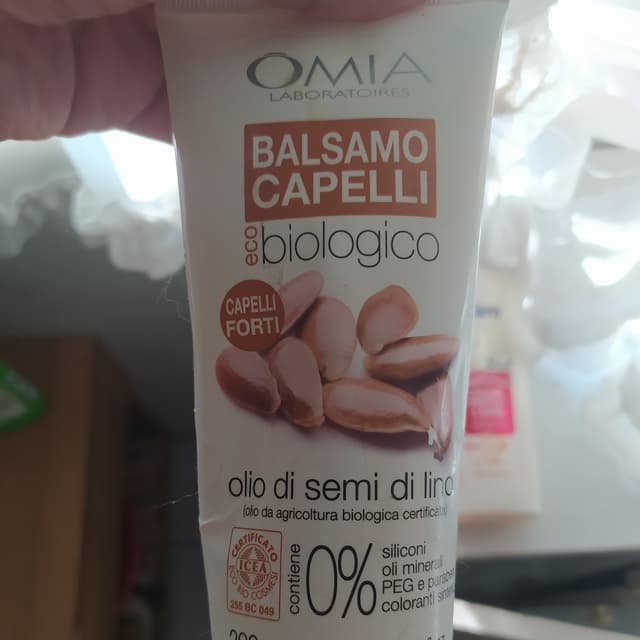 OMIA
LABORATOIRES
BALSAMO
CAPELLI
eco biologico
CAPELLI
FORTI
olio di semi di lino
(olio da agricoltura biologica certificata)
CERTIFICATO
ICEA
ECO BIO COSMESI
255 BC 049
contiene
0%
siliconi
oli minerali
PEG e parabeni
coloranti